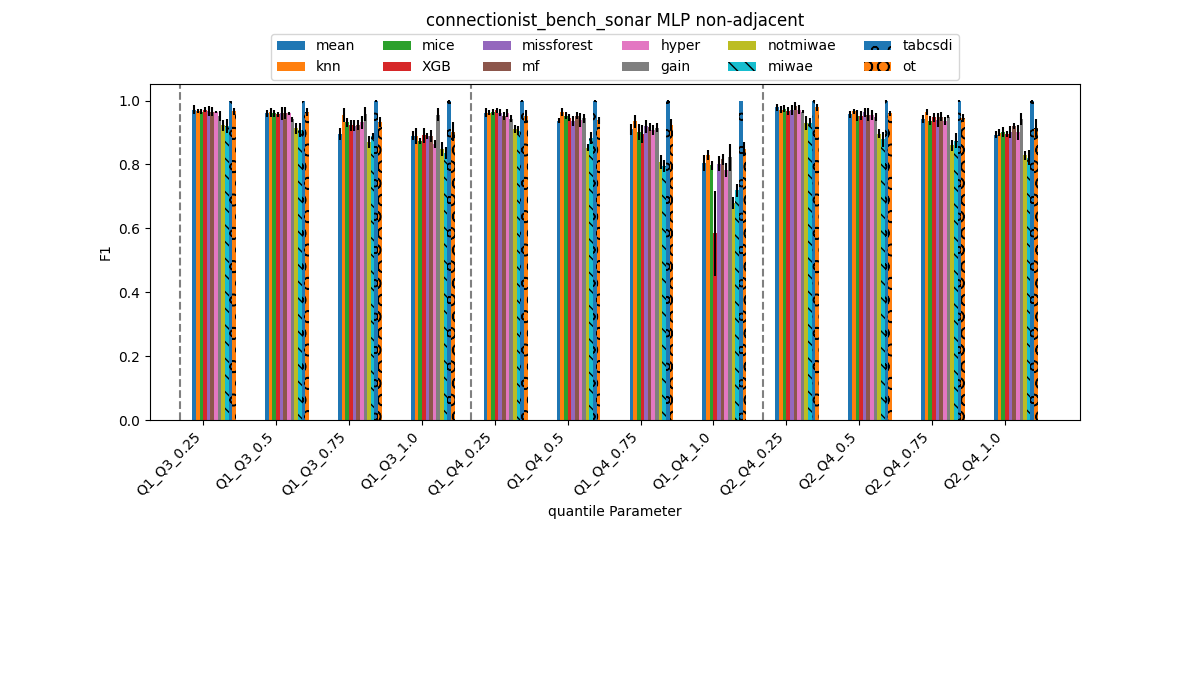 connectionist_bench_sonar MLP non-adjacent
mean mice missforest hyper notmiwae tabcsdi
knn XGB mf gain miwae ot
1.0
0.8
0.6
0.4
0.2
0.0
F1
Q1_Q3_0.25 Q1_Q3_0.5 Q1_Q3_0.75 Q1_Q3_1.0 Q1_Q4_0.25 Q1_Q4_0.5 Q1_Q4_0.75 Q1_Q4_1.0 Q2_Q4_0.25 Q2_Q4_0.5 Q2_Q4_0.75 Q2_Q4_1.0
quantile Parameter